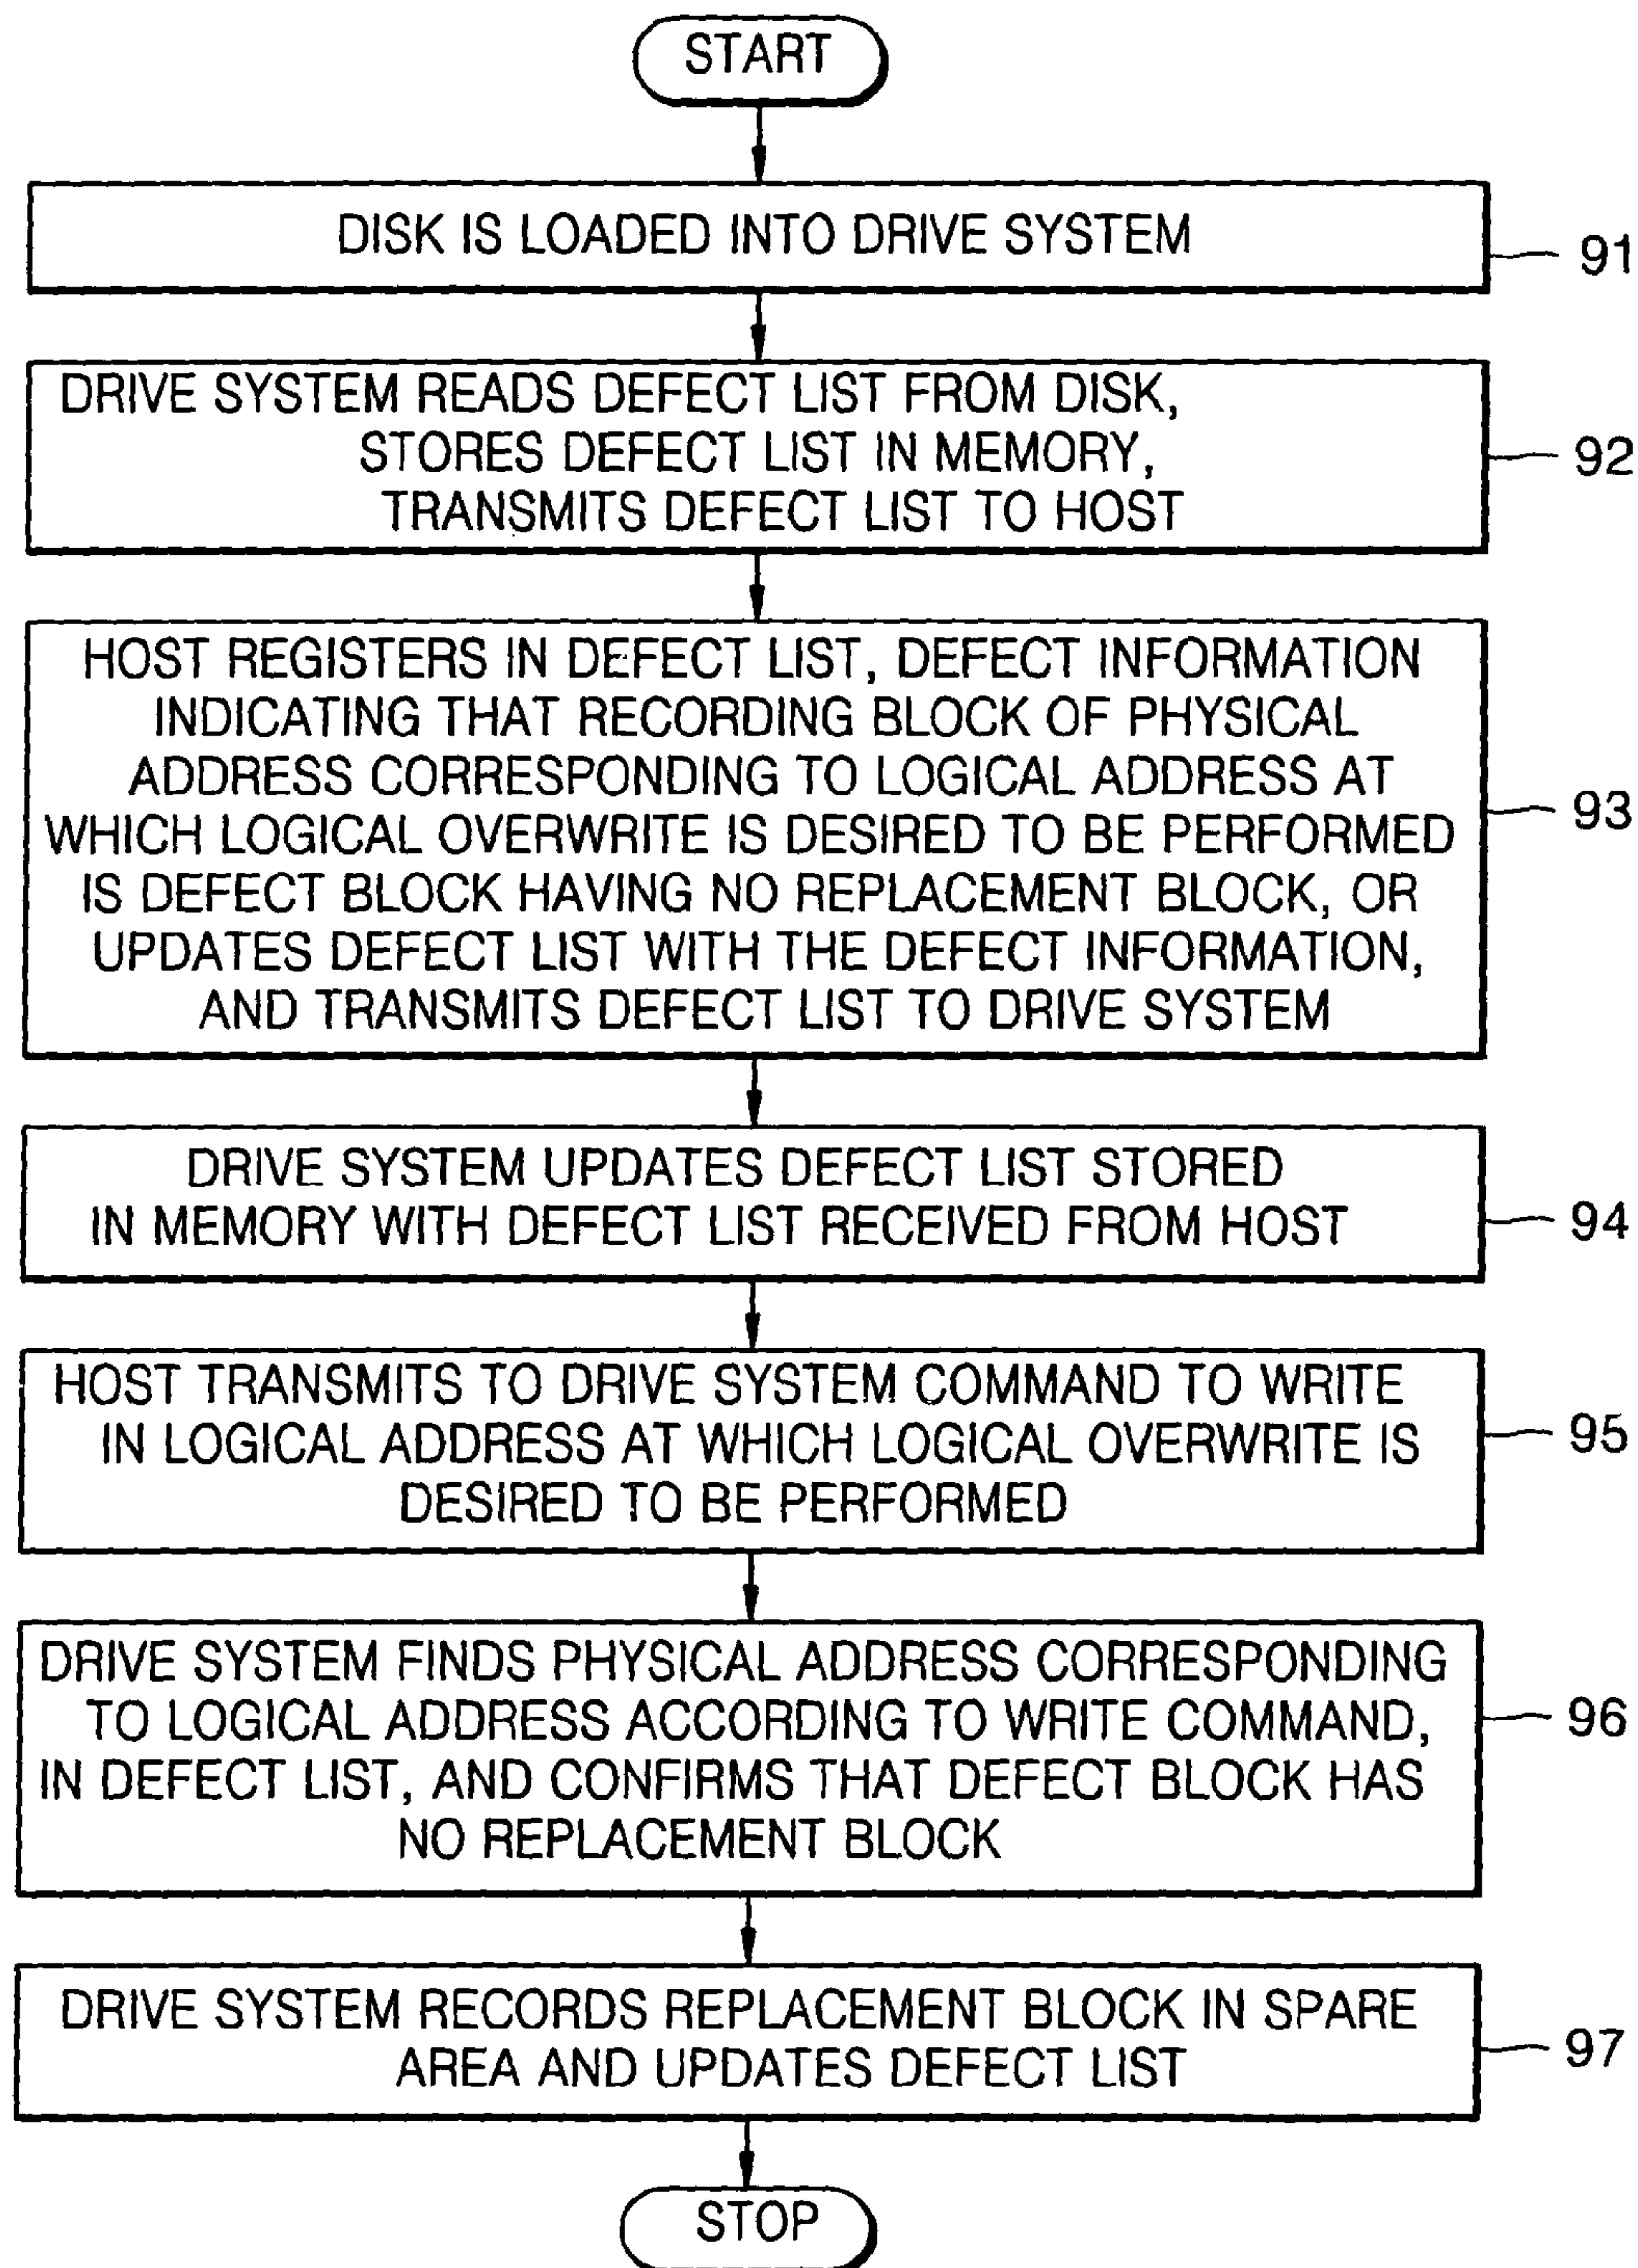 START
DISK IS LOADED INTO DRIVE SYSTEM
91
DRIVE SYSTEM READS DEFECT LIST FROM DISK,
STORES DEFECT LIST IN MEMORY,
TRANSMITS DEFECT LIST TO HOST
92
HOST REGISTERS IN DEFECT LIST, DEFECT INFORMATION
INDICATING THAT RECORDING BLOCK OF PHYSICAL
ADDRESS CORRESPONDING TO LOGICAL ADDRESS AT
WHICH LOGICAL OVERWRITE IS DESIRED TO BE PERFORMED
IS DEFECT BLOCK HAVING NO REPLACEMENT BLOCK, OR
UPDATES DEFECT LIST WITH THE DEFECT INFORMATION,
AND TRANSMITS DEFECT LIST TO DRIVE SYSTEM
93
DRIVE SYSTEM UPDATES DEFECT LIST STORED
IN MEMORY WITH DEFECT LIST RECEIVED FROM HOST
94
HOST TRANSMITS TO DRIVE SYSTEM COMMAND TO WRITE
IN LOGICAL ADDRESS AT WHICH LOGICAL OVERWRITE IS
DESIRED TO BE PERFORMED
95
DRIVE SYSTEM FINDS PHYSICAL ADDRESS CORRESPONDING
TO LOGICAL ADDRESS ACCORDING TO WRITE COMMAND,
IN DEFECT LIST, AND CONFIRMS THAT DEFECT BLOCK HAS
NO REPLACEMENT BLOCK
96
DRIVE SYSTEM RECORDS REPLACEMENT BLOCK IN SPARE
AREA AND UPDATES DEFECT LIST
97
STOP